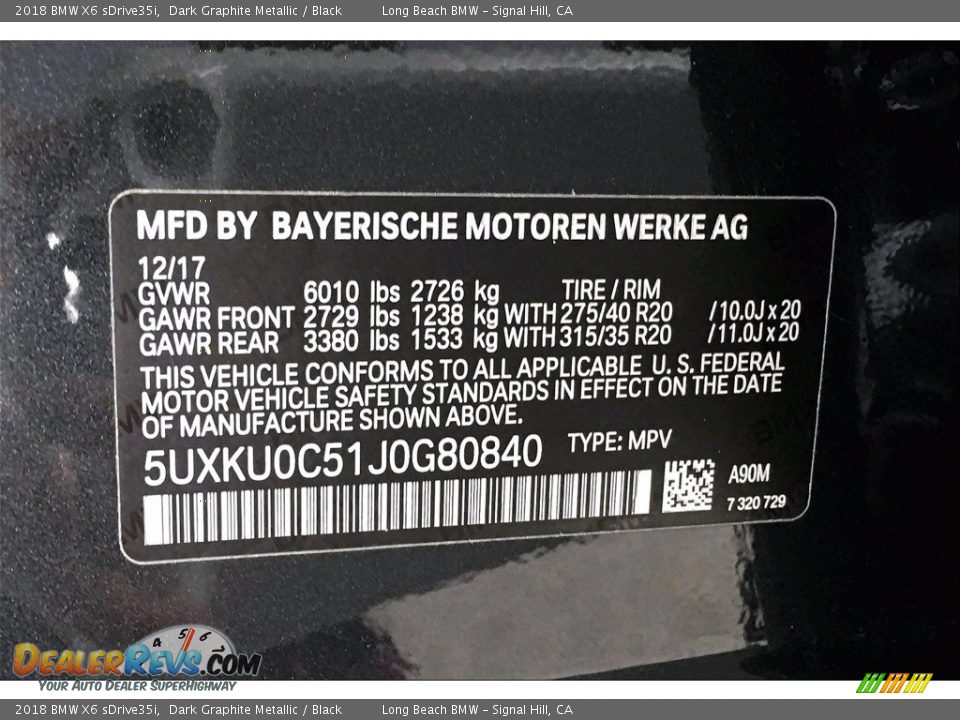 2018 BMW X6 sDrive35i, Dark Graphite Metallic / Black Long Beach BMW - Signal Hill, CA
MFD BY BAYERISCHE MOTOREN WERKE AG
12/17
GVWR 6010 lbs 2726 kg TIRE / RIM
GAWR FRONT 2729 lbs 1238 kg WITH 275/40 R20 /10.0J x 20
GAWR REAR 3380 lbs 1533 kg WITH 315/35 R20 /11.0J x 20
THIS VEHICLE CONFORMS TO ALL APPLICABLE U. S. FEDERAL
MOTOR VEHICLE SAFETY STANDARDS IN EFFECT ON THE DATE
OF MANUFACTURE SHOWN ABOVE.
5UXKU0C51J0G80840 TYPE: MPV
A90M
7 320 729
4 5 6
DEALERREVS.COM
YOUR AUTO DEALER SUPERHIGHWAY
2018 BMW X6 sDrive35i, Dark Graphite Metallic / Black Long Beach BMW - Signal Hill, CA